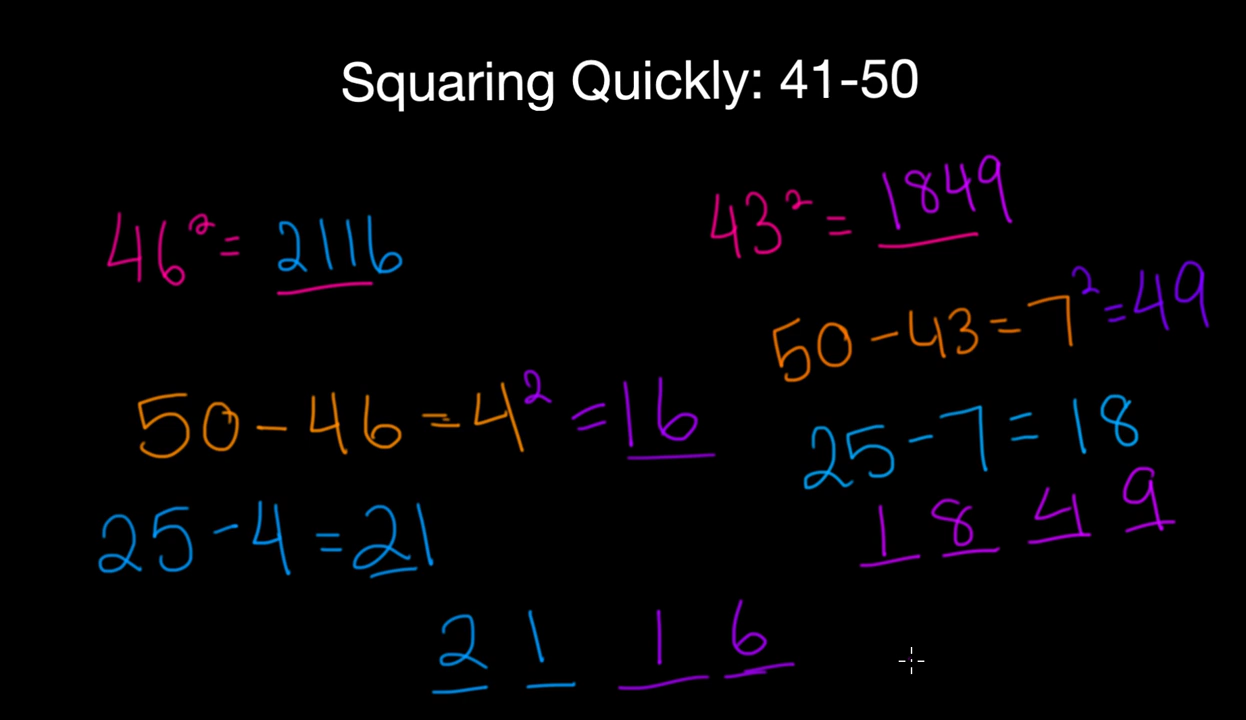 Squaring Quickly: 41-50
46² = 2116
50 - 46 = 4² = 16
25 - 4 = 21
2 1 1 6
43² = 1849
50 - 43 = 7² = 49
25 - 7 = 18
1 8 4 9